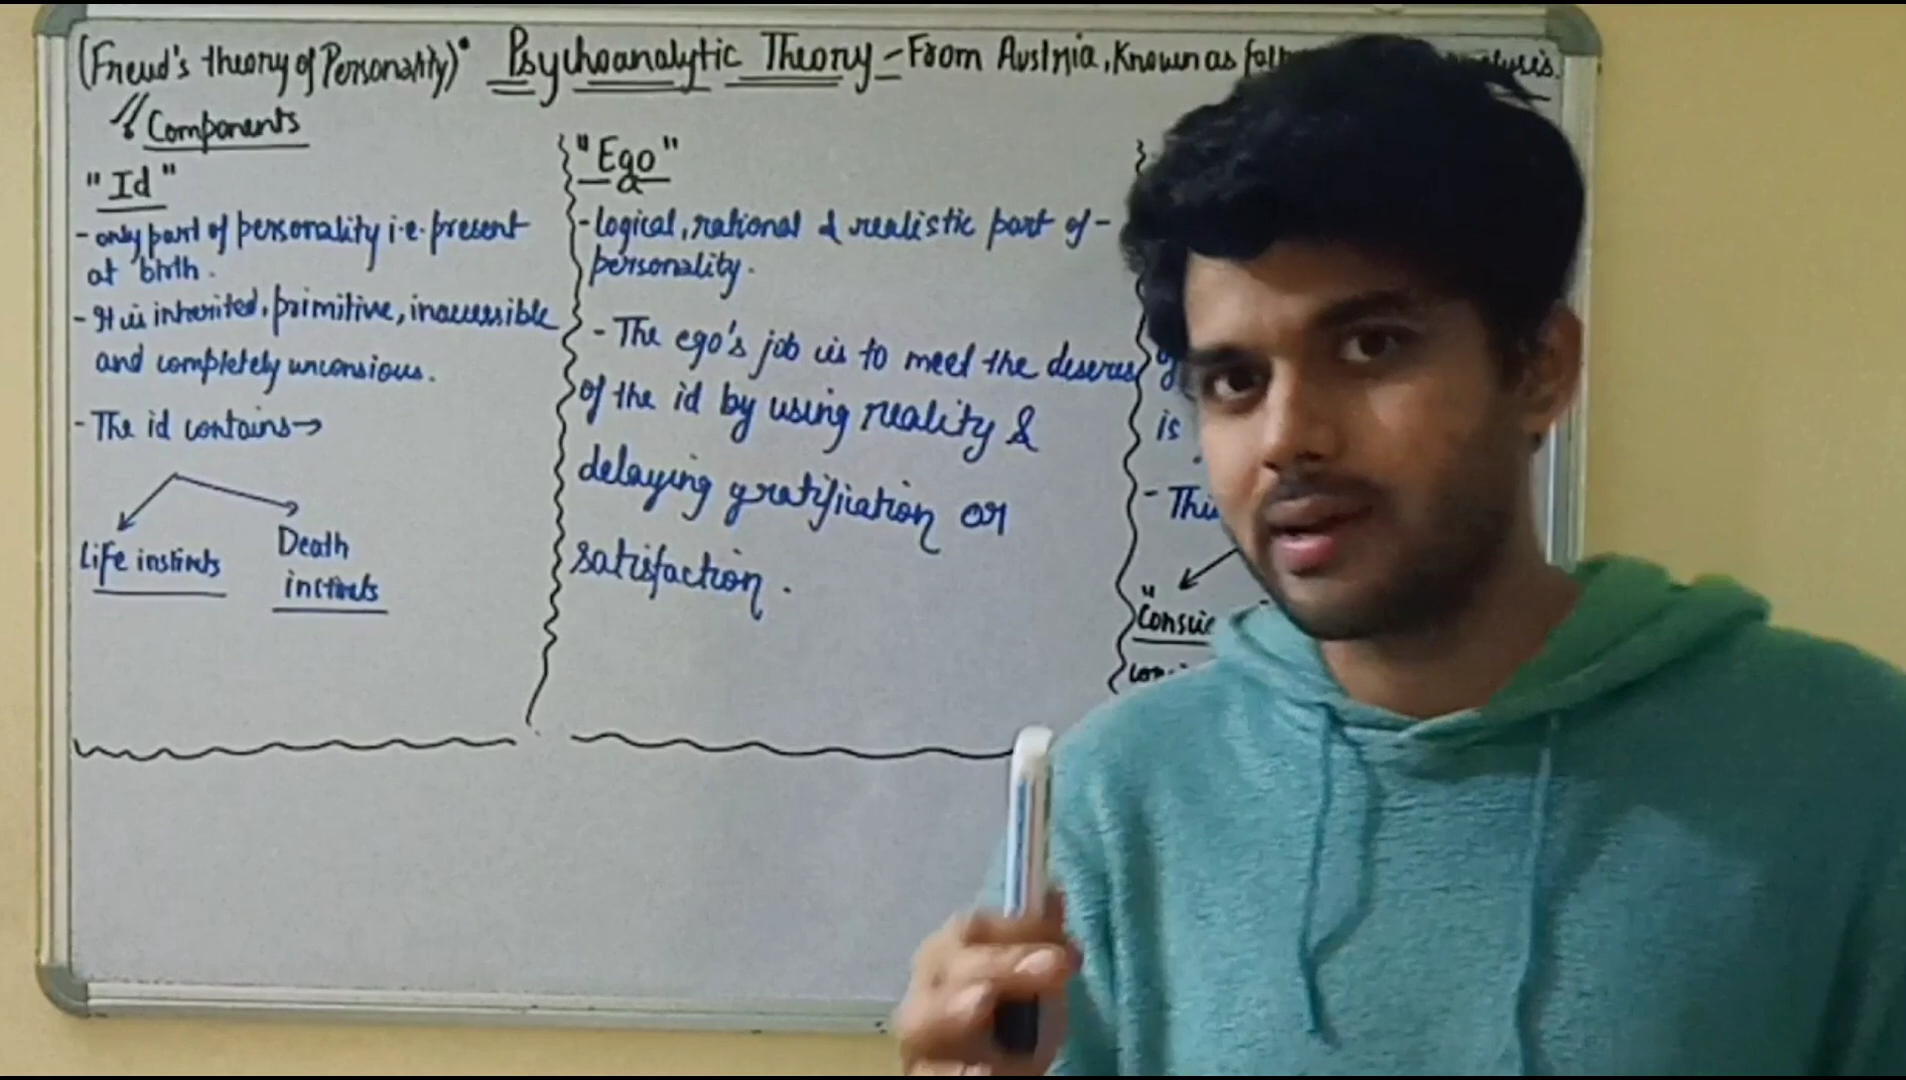 (Freud's theory of Personality)• Psychoanalytic Theory - From Austria, Known as
Components
"Id"
- only part of personality i.e. present
at birth.
- It is inherited, primitive, inaccessible
and completely unconsious.
- The id contains→
Life instincts
Death
instincts
"Ego"
- logical, rational & realistic part of -
personality.
- The ego's job is to meet the
of the id by using reality &
delaying gratification or
satisfaction.
is